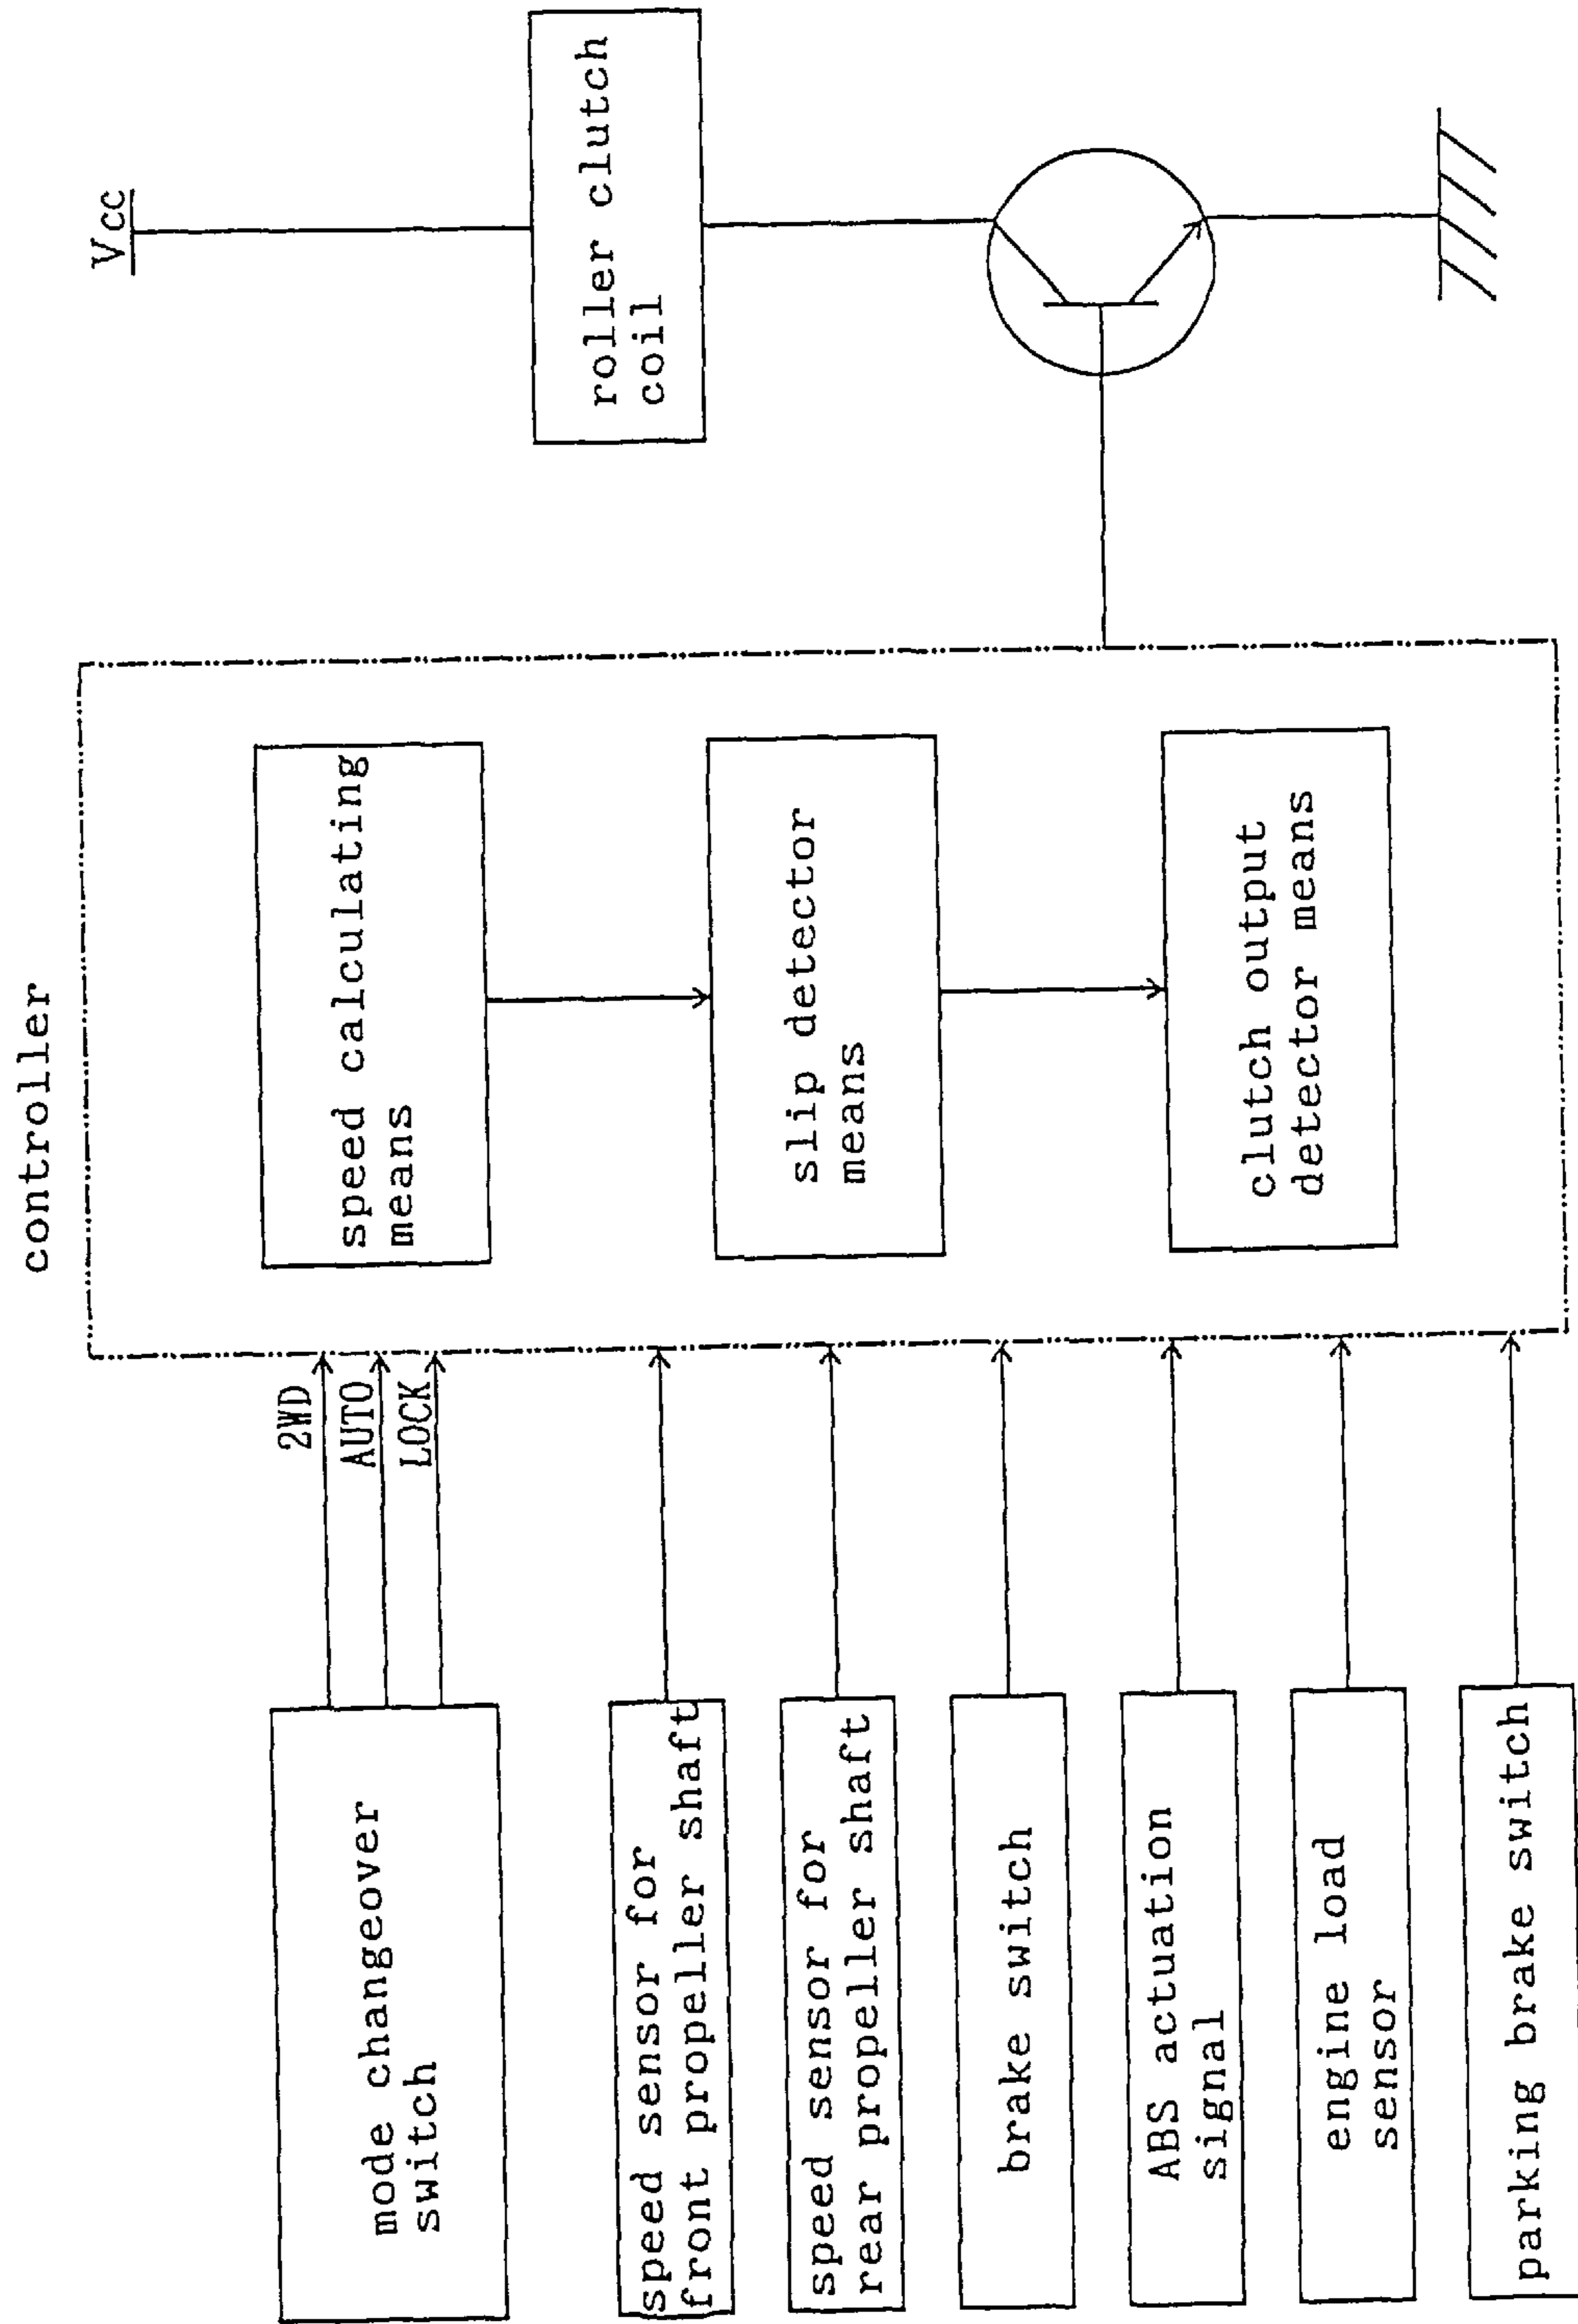 mode changeover
switch
speed sensor for
front propeller shaft
speed sensor for
rear propeller shaft
brake switch
ABS actuation
signal
engine load
sensor
parking brake switch
2WD
AUTO
LOCK
controller
speed calculating
means
slip detector
means
clutch output
detector means
Vcc
roller clutch
coil